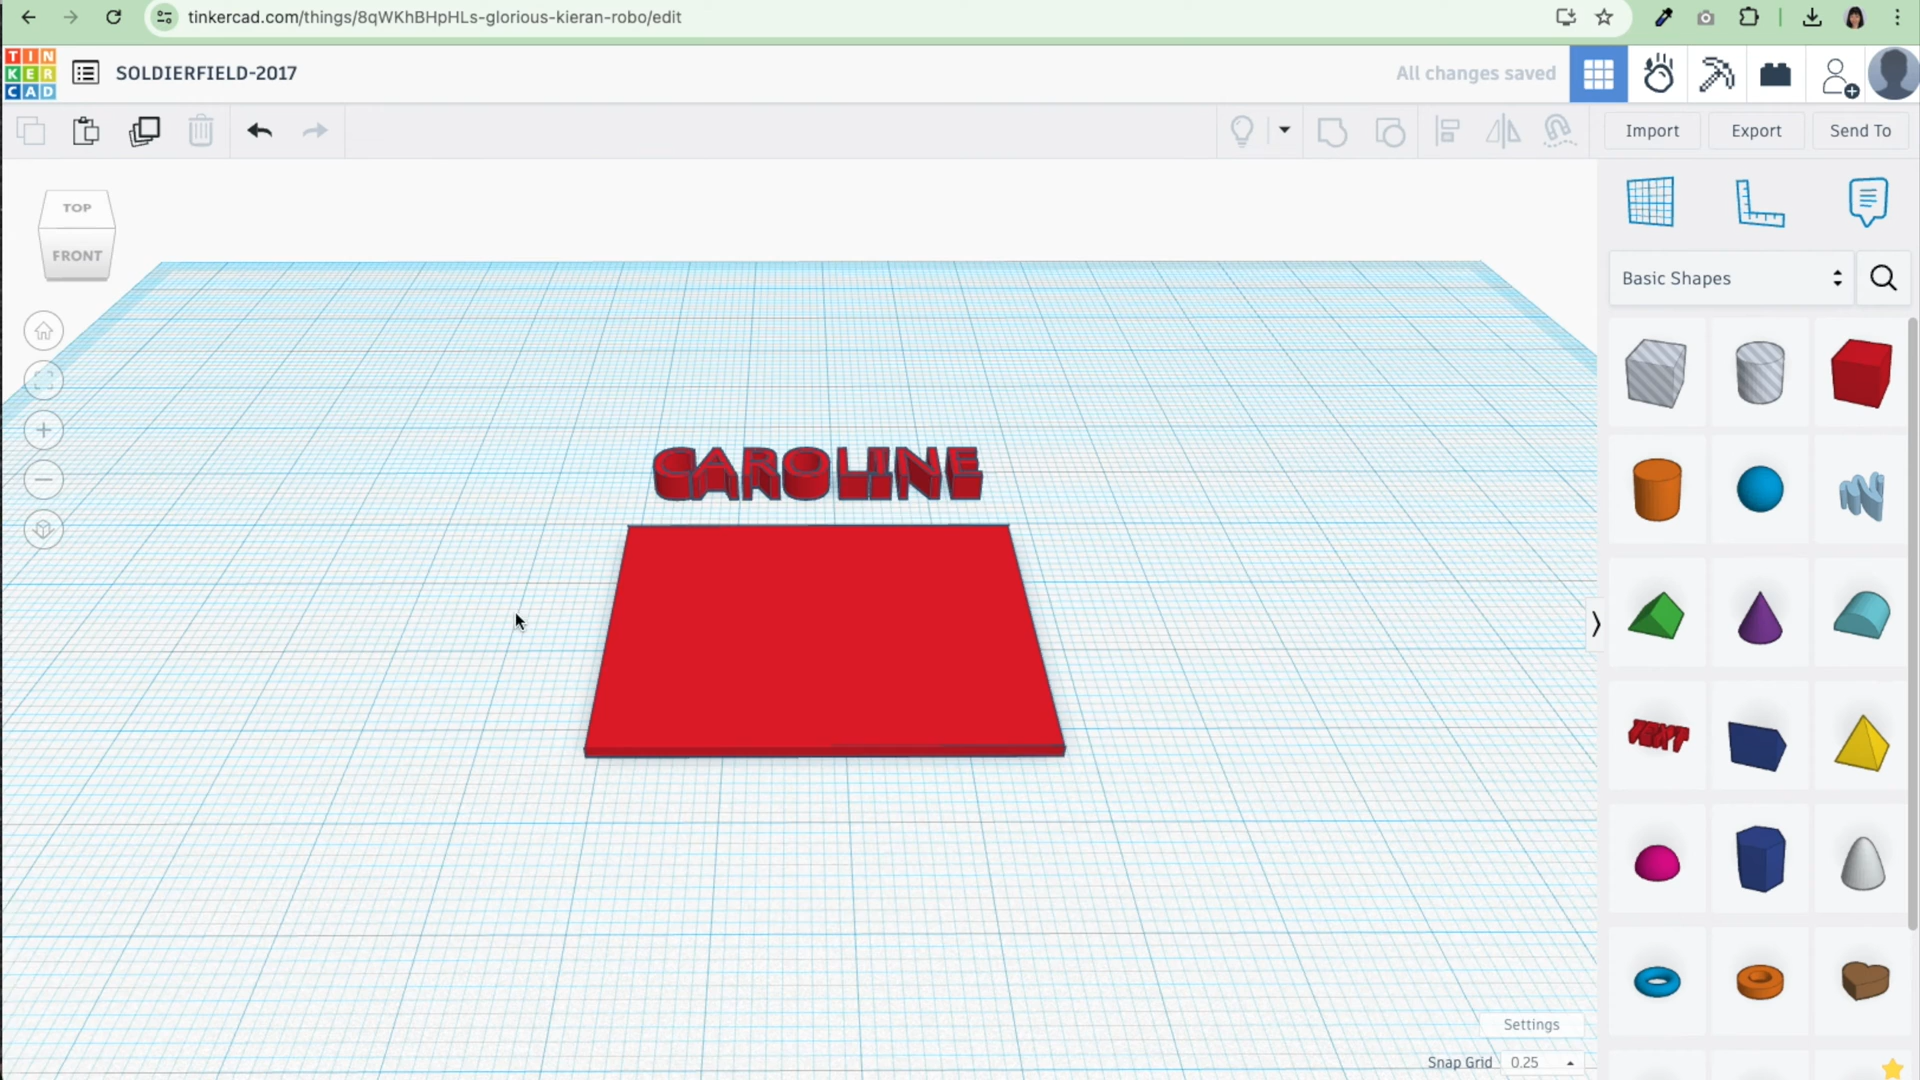 tinkercad.com/things/8qWKhBHpHLs-glorious-kieran-robo/edit
TIN
KER
CAD
SOLDIERFIELD-2017
All changes saved
Import
Export
Send To
TOP
FRONT
Basic Shapes
CAROLINE
TEXT
Settings
Snap Grid 0.25